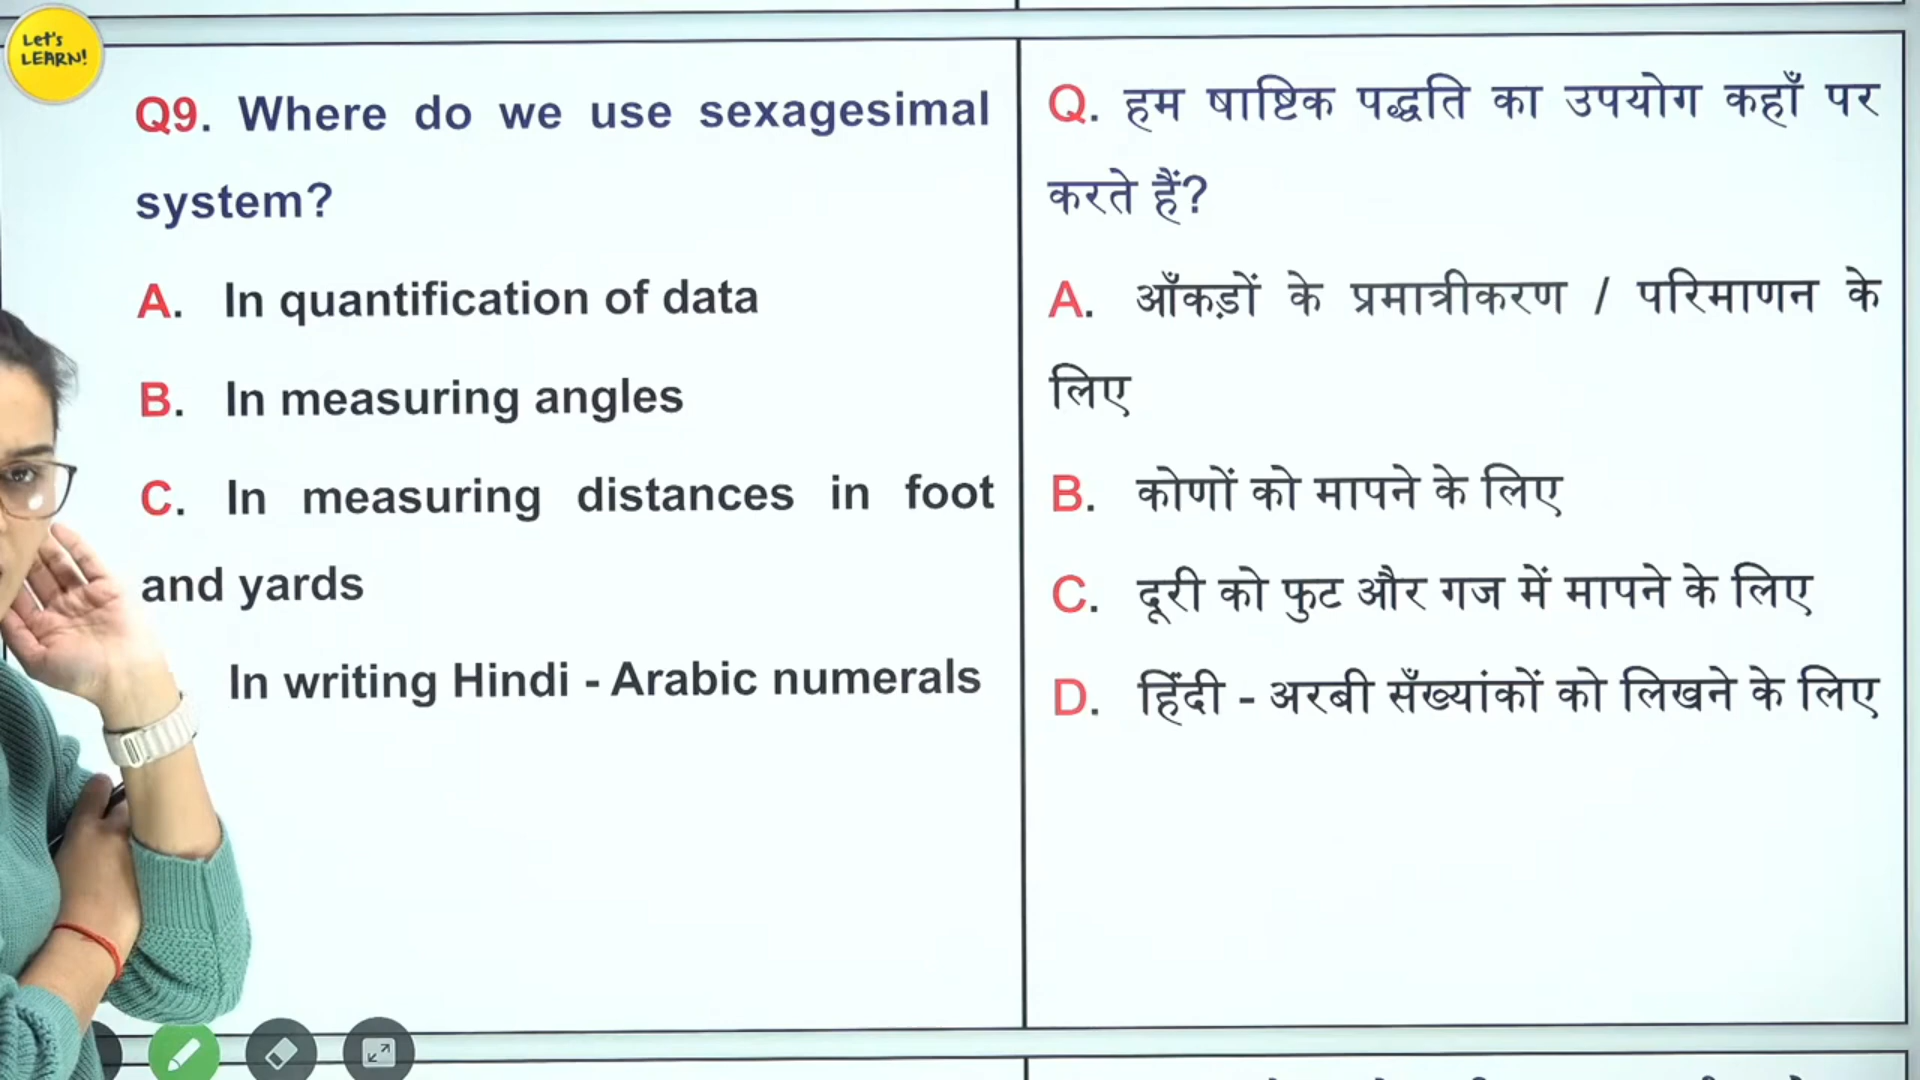 Let's
LEARN!
Q9. Where do we use sexagesimal
system?
A. In quantification of data
B. In measuring angles
C. In measuring distances in foot
and yards
In writing Hindi - Arabic numerals
Q. हम षाष्टिक पद्धति का उपयोग कहाँ पर
करते हैं?
A. आँकड़ों के प्रमात्रीकरण / परिमाणन के
लिए
B. कोणों को मापने के लिए
C. दूरी को फुट और गज में मापने के लिए
D. हिंदी - अरबी सँख्यांकों को लिखने के लिए